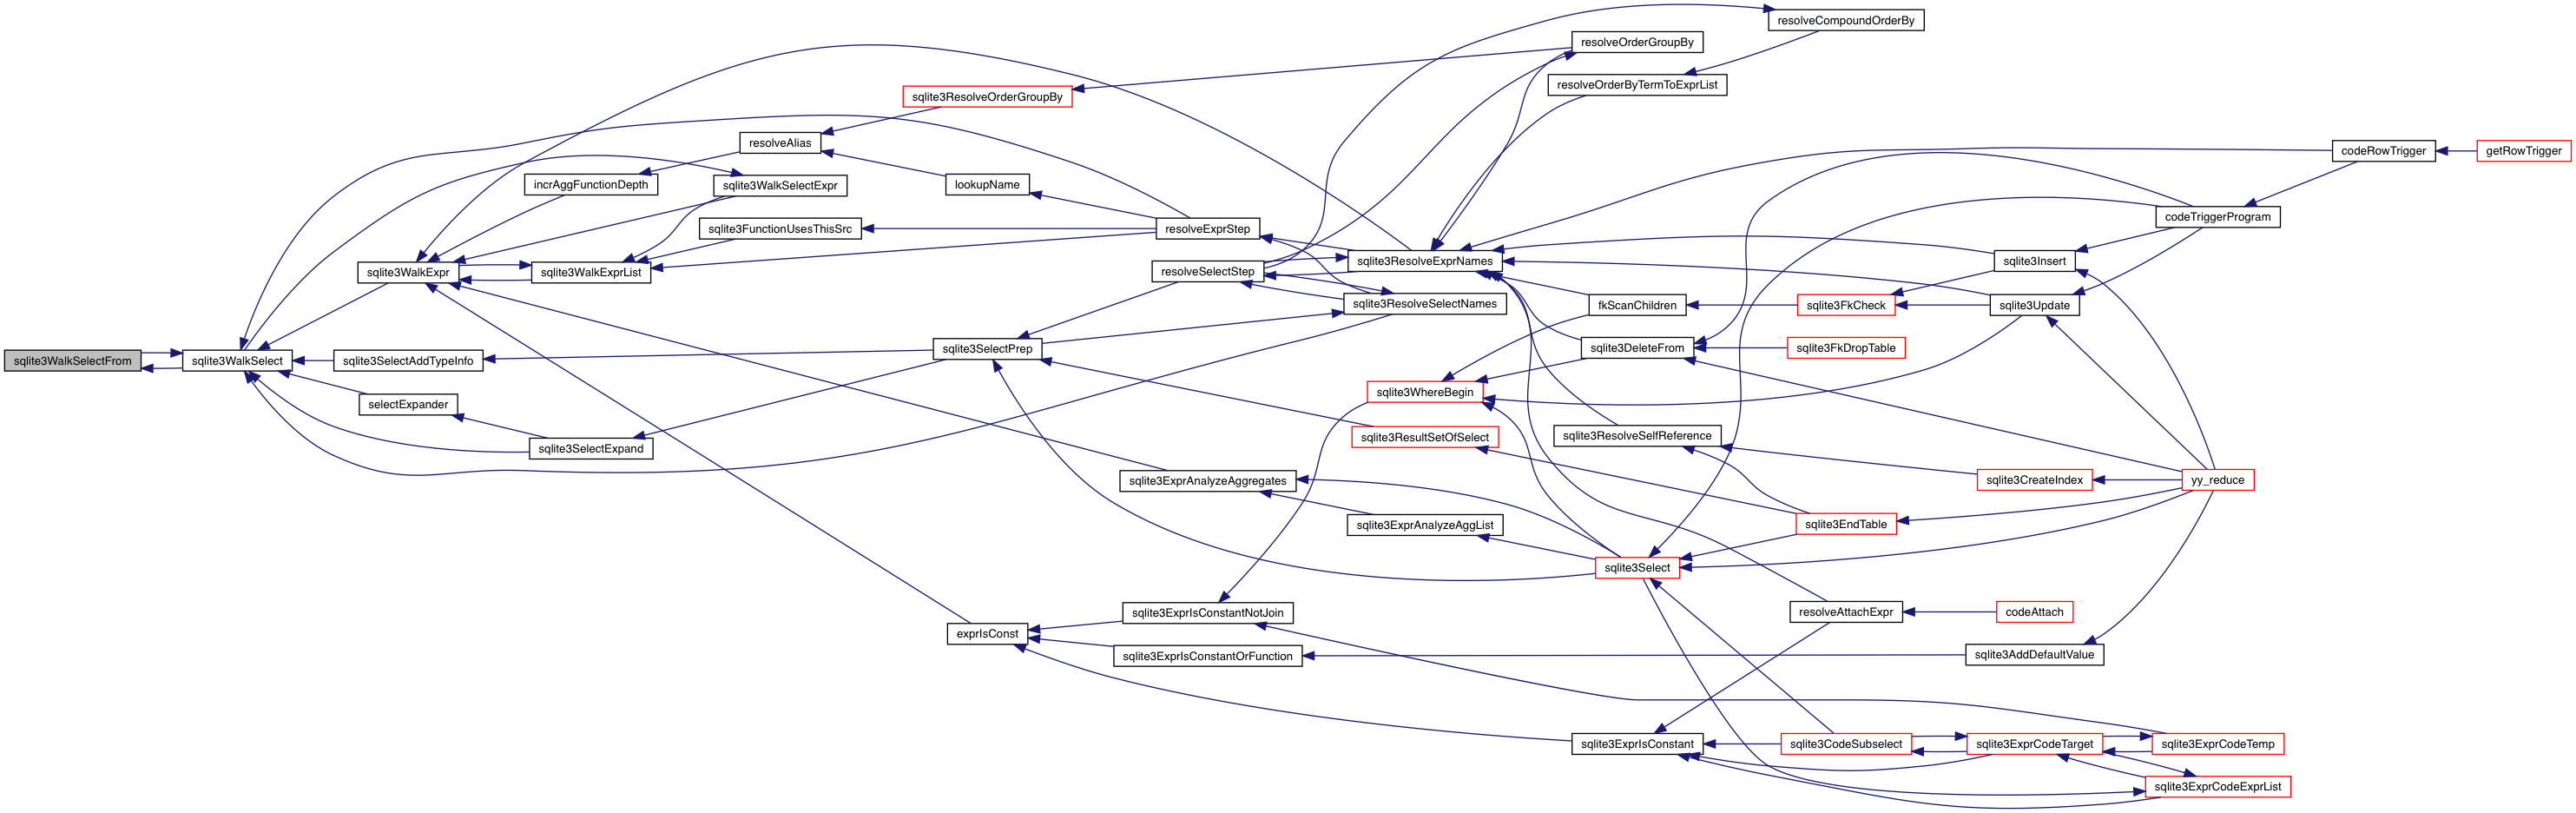 resolveCompoundOrderBy
resolveOrderGroupBy
resolveOrderByTermToExprList
sqlite3ResolveOrderGroupBy
resolveAlias
codeRowTrigger
getRowTrigger
incrAggFunctionDepth
sqlite3WalkSelectExpr
lookupName
codeTriggerProgram
sqlite3FunctionUsesThisSrc
resolveExprStep
sqlite3WalkExpr
sqlite3WalkExprList
resolveSelectStep
sqlite3ResolveExprNames
sqlite3Insert
sqlite3ResolveSelectNames
fkScanChildren
sqlite3FkCheck
sqlite3Update
sqlite3WalkSelectFrom
sqlite3WalkSelect
sqlite3SelectAddTypeInfo
sqlite3SelectPrep
sqlite3DeleteFrom
sqlite3FkDropTable
selectExpander
sqlite3WhereBegin
sqlite3SelectExpand
sqlite3ResultSetOfSelect
sqlite3ResolveSelfReference
sqlite3ExprAnalyzeAggregates
sqlite3CreateIndex
yy_reduce
sqlite3ExprAnalyzeAggList
sqlite3EndTable
sqlite3Select
sqlite3ExprIsConstantNotJoin
resolveAttachExpr
codeAttach
exprIsConst
sqlite3ExprIsConstantOrFunction
sqlite3AddDefaultValue
sqlite3ExprIsConstant
sqlite3CodeSubselect
sqlite3ExprCodeTarget
sqlite3ExprCodeTemp
sqlite3ExprCodeExprList